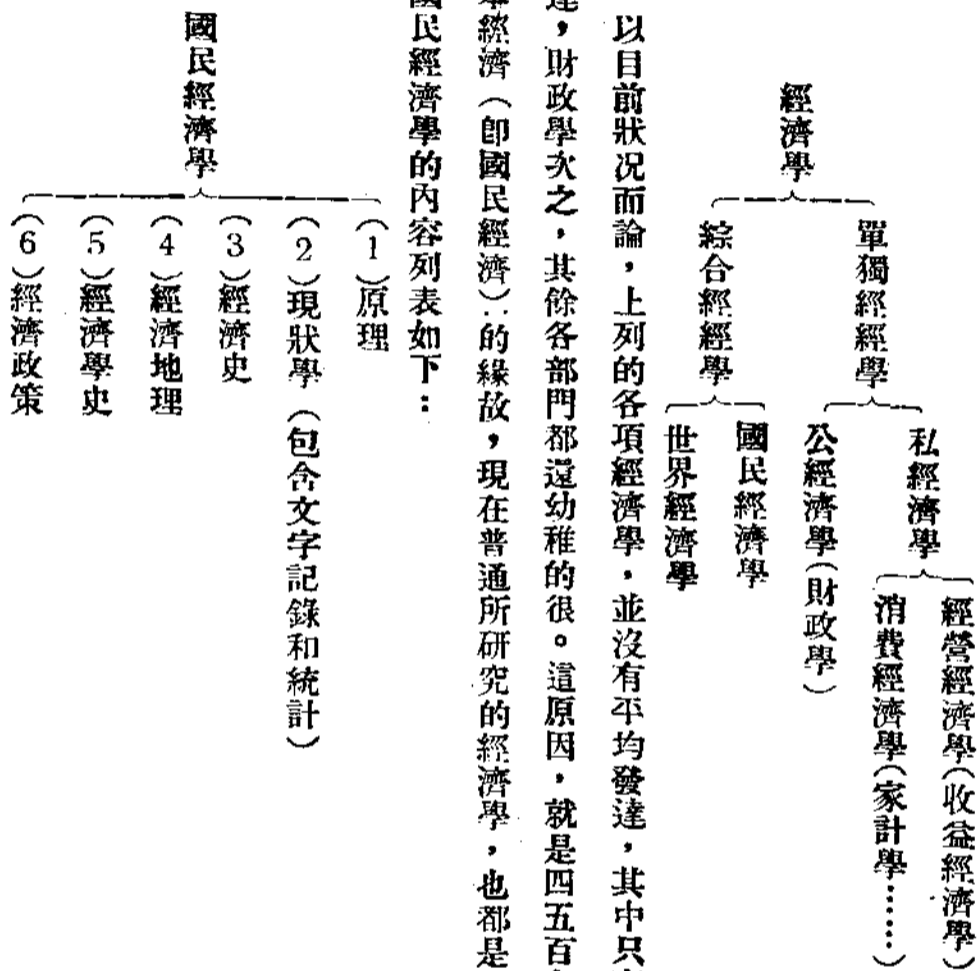 經濟學
單獨經經學
私經濟學
經營經濟學(收益經濟學)
消費經濟學(家計學……)
公經濟學(財政學)
綜合經經學
國民經濟學
世界經濟學
以目前狀況而論，上列的各項經濟學，並沒有平均發達，其中只
達，財政學次之，其餘各部門都還幼稚的很。這原因，就是四五百
經濟（卽國民經濟）的緣故，現在普通所研究的經濟學，也都是
國民經濟學的內容列表如下：
國民經濟學
（1）原理
（2）現狀學（包含文字記錄和統計）
（3）經濟史
（4）經濟地理
（5）經濟學史
（6）經濟政策